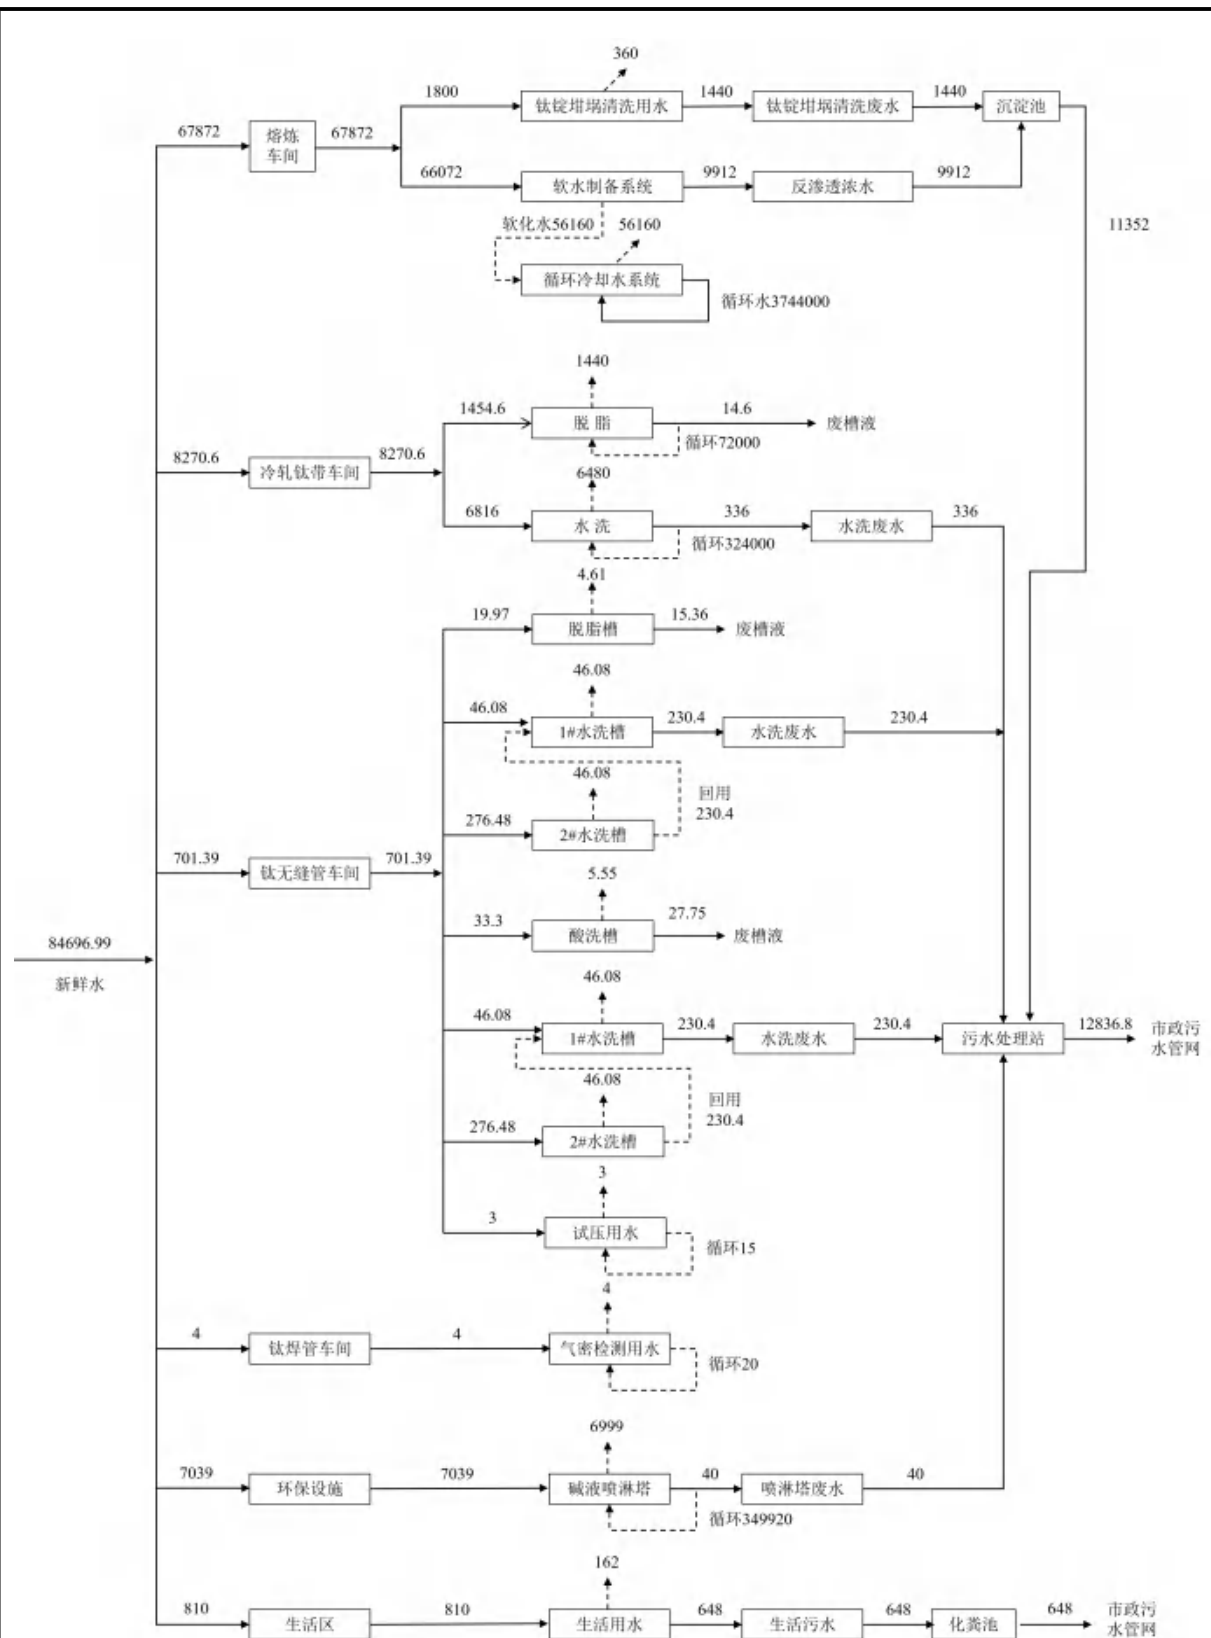 360
1800
钛锭坩埚清洗用水
1440
钛锭坩埚清洗废水
1440
沉淀池
67872
熔炼
车间
67872
66072
软水制备系统
9912
反渗透浓水
9912
软化水56160
56160
11352
循环冷却水系统
循环水3744000
1440
1454.6
脱 脂
14.6
废槽液
循环72000
8270.6
冷轧钛带车间
8270.6
6480
6816
水 洗
336
水洗废水
336
循环324000
4.61
19.97
脱脂槽
15.36
废槽液
46.08
46.08
1#水洗槽
230.4
水洗废水
230.4
46.08
回用
230.4
276.48
2#水洗槽
701.39
钛无缝管车间
701.39
5.55
33.3
酸洗槽
27.75
废槽液
84696.99
新鲜水
46.08
46.08
1#水洗槽
230.4
水洗废水
230.4
污水处理站
12836.8
市政污
水管网
46.08
回用
230.4
276.48
2#水洗槽
3
3
试压用水
循环15
4
4
钛焊管车间
4
气密检测用水
循环20
6999
7039
环保设施
7039
碱液喷淋塔
40
喷淋塔废水
40
循环349920
162
810
生活区
810
生活用水
648
生活污水
648
化粪池
648
市政污
水管网